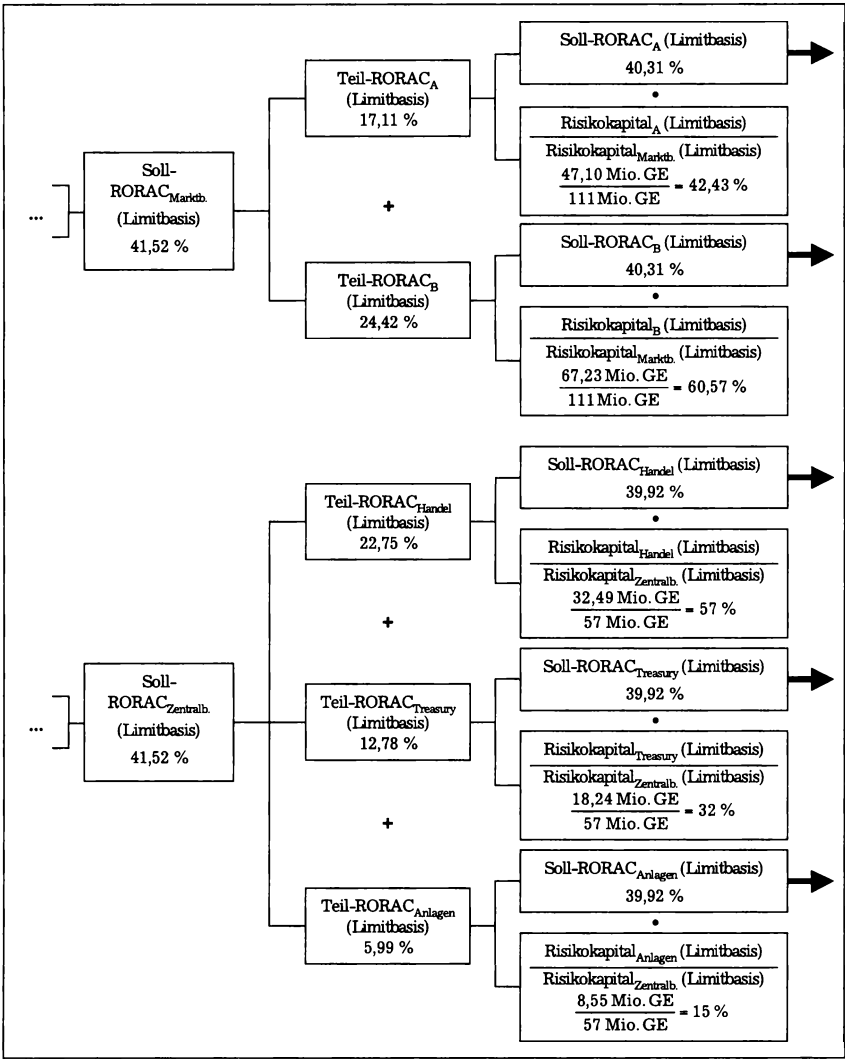 Soll-RORAC_A (Limitbasis)
40,31 %
Teil-RORAC_A
(Limitbasis)
17,11 %
•
Risikokapital_A (Limitbasis)
Risikokapital_Marktb. (Limitbasis)
47,10 Mio. GE
111 Mio. GE
= 42,43 %
Soll-
RORAC_Marktb.
(Limitbasis)
41,52 %
...
+
Soll-RORAC_B (Limitbasis)
40,31 %
Teil-RORAC_B
(Limitbasis)
24,42 %
•
Risikokapital_B (Limitbasis)
Risikokapital_Marktb. (Limitbasis)
67,23 Mio. GE
111 Mio. GE
= 60,57 %
Soll-RORAC_Handel (Limitbasis)
39,92 %
Teil-RORAC_Handel
(Limitbasis)
22,75 %
•
Risikokapital_Handel (Limitbasis)
Risikokapital_Zentralb. (Limitbasis)
32,49 Mio. GE
57 Mio. GE
= 57 %
+
Soll-
RORAC_Zentralb.
(Limitbasis)
41,52 %
...
Soll-RORAC_Treasury (Limitbasis)
39,92 %
Teil-RORAC_Treasury
(Limitbasis)
12,78 %
•
Risikokapital_Treasury (Limitbasis)
Risikokapital_Zentralb. (Limitbasis)
18,24 Mio. GE
57 Mio. GE
= 32 %
+
Soll-RORAC_Anlagen (Limitbasis)
39,92 %
Teil-RORAC_Anlagen
(Limitbasis)
5,99 %
•
Risikokapital_Anlagen (Limitbasis)
Risikokapital_Zentralb. (Limitbasis)
8,55 Mio. GE
57 Mio. GE
= 15 %